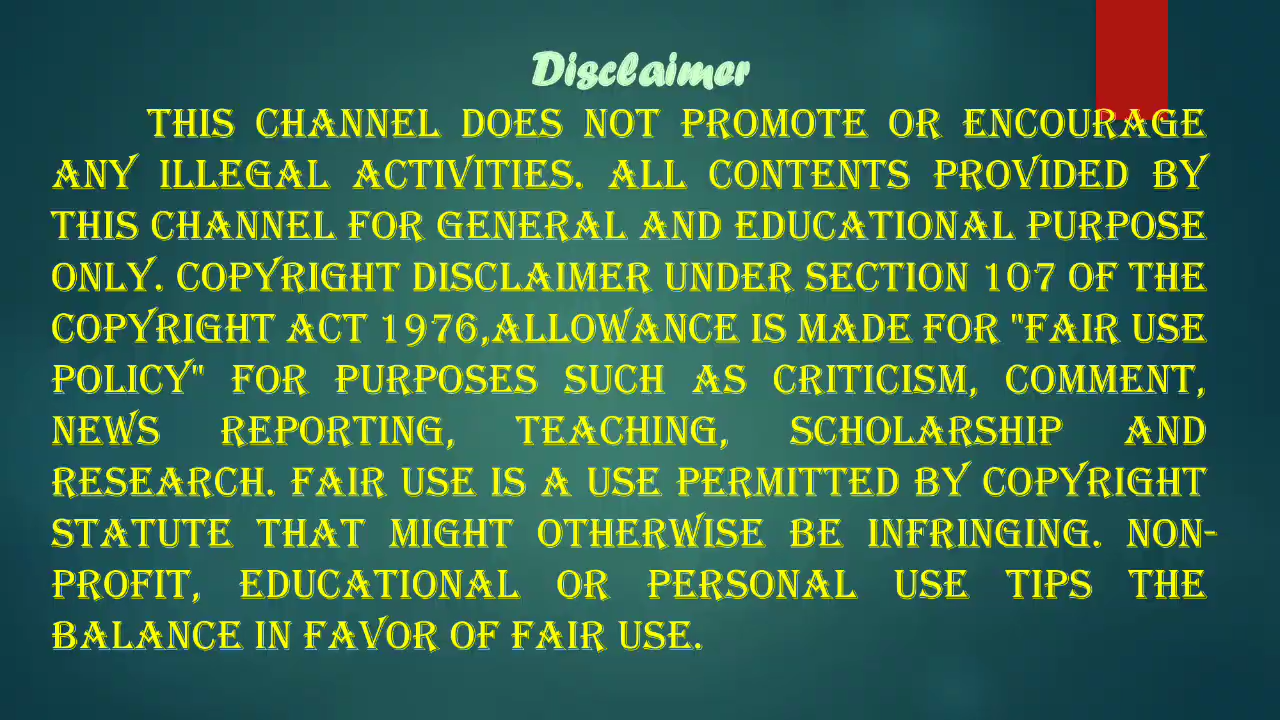 Disclaimer
THIS CHANNEL DOES NOT PROMOTE OR ENCOURAGE
ANY ILLEGAL ACTIVITIES. ALL CONTENTS PROVIDED BY
THIS CHANNEL FOR GENERAL AND EDUCATIONAL PURPOSE
ONLY. COPYRIGHT DISCLAIMER UNDER SECTION 107 OF THE
COPYRIGHT ACT 1976,ALLOWANCE IS MADE FOR "FAIR USE
POLICY" FOR PURPOSES SUCH AS CRITICISM, COMMENT,
NEWS REPORTING, TEACHING, SCHOLARSHIP AND
RESEARCH. FAIR USE IS A USE PERMITTED BY COPYRIGHT
STATUTE THAT MIGHT OTHERWISE BE INFRINGING. NON-
PROFIT, EDUCATIONAL OR PERSONAL USE TIPS THE
BALANCE IN FAVOR OF FAIR USE.